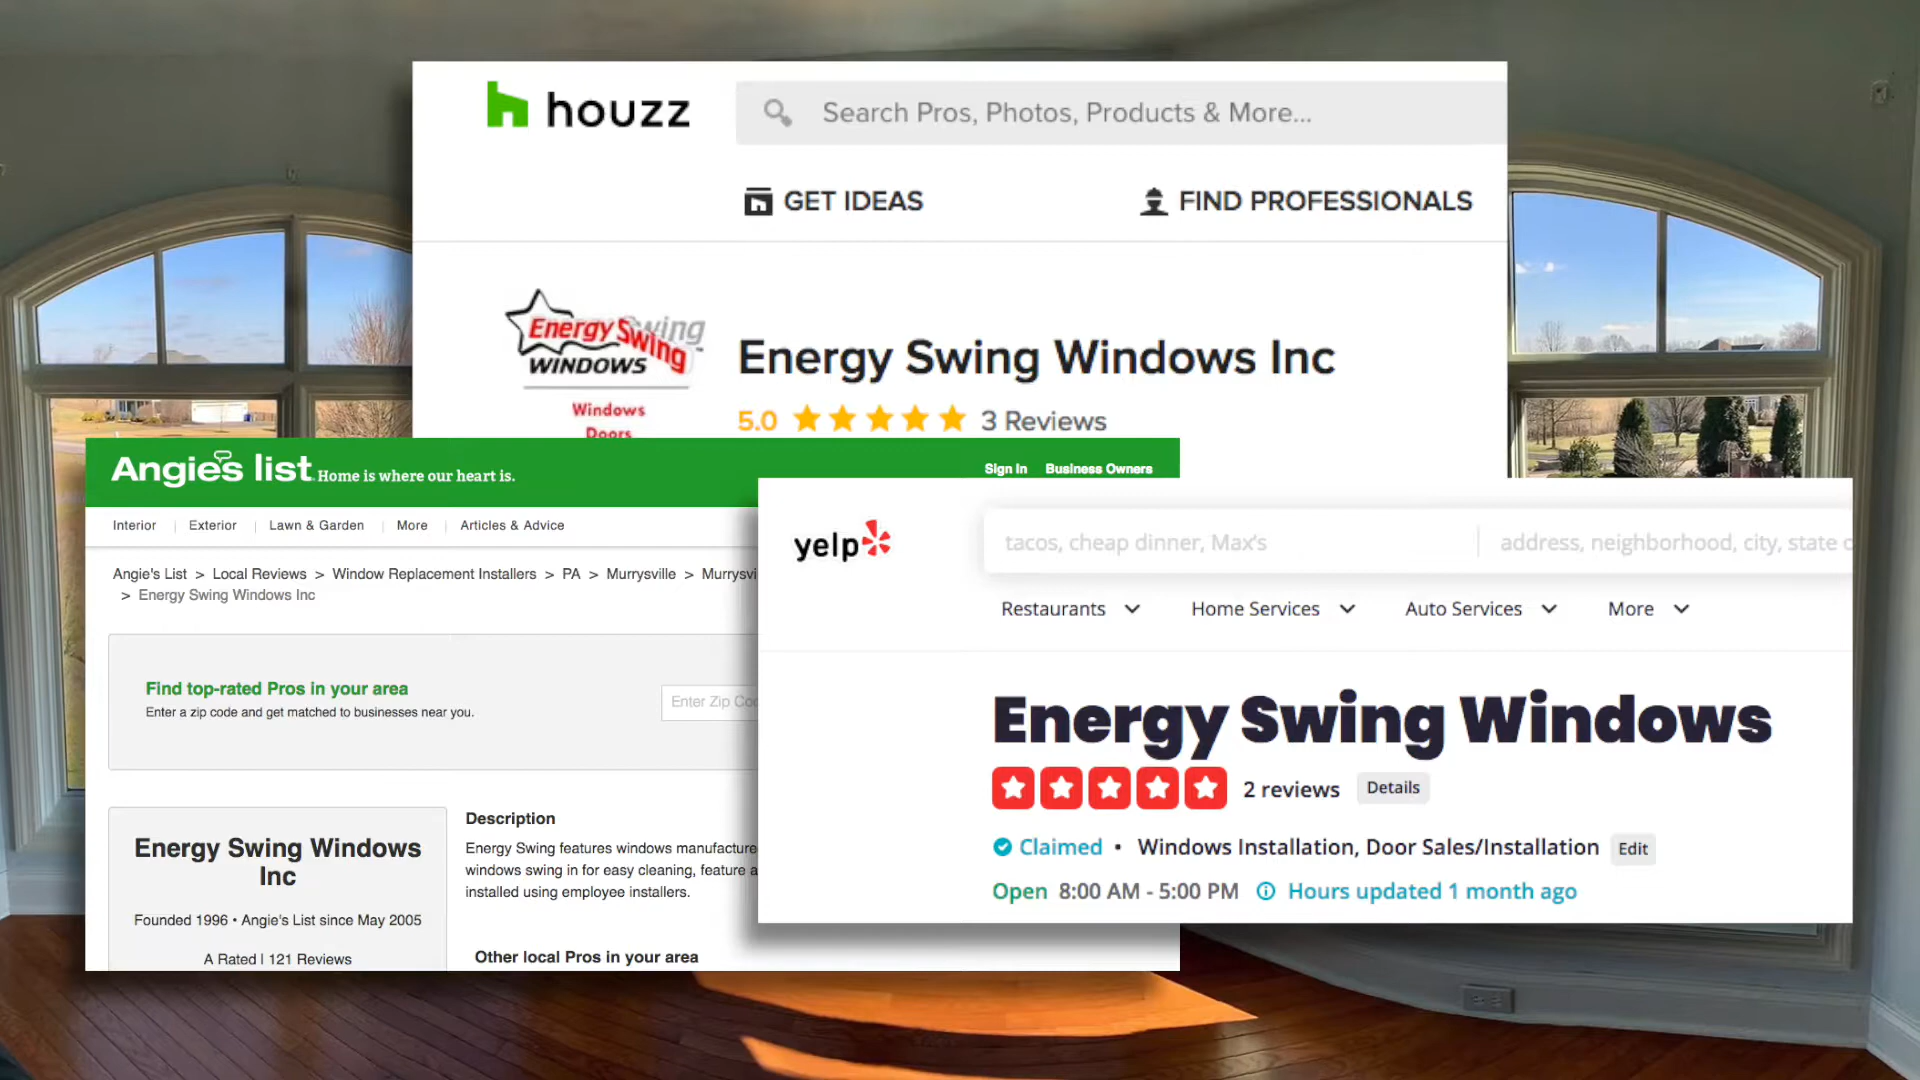 houzz
Search Pros, Photos, Products & More...
GET IDEAS
FIND PROFESSIONALS
Energy Swing
Swing
WINDOWS
Windows
Doors
Energy Swing Windows Inc
5.0 3 Reviews
Angie's list Home is where our heart is.
Sign In Business Owners
Interior Exterior Lawn & Garden More Articles & Advice
Angie's List > Local Reviews > Window Replacement Installers > PA > Murrysville >
> Energy Swing Windows Inc
Find top-rated Pros in your area
Enter a zip code and get matched to businesses near you.
Enter Zip
Energy Swing Windows
Inc
Founded 1996 • Angie's List since May 2005
A Rated | 121 Reviews
Description
Energy Swing features windows
windows swing in for easy cleaning, feature
installed using employee installers.
Other local Pros in your area
yelp
tacos, cheap dinner, Max's
address, neighborhood, city, state
Restaurants Home Services Auto Services More
Energy Swing Windows
2 reviews Details
Claimed • Windows Installation, Door Sales/Installation Edit
Open 8:00 AM - 5:00 PM Hours updated 1 month ago